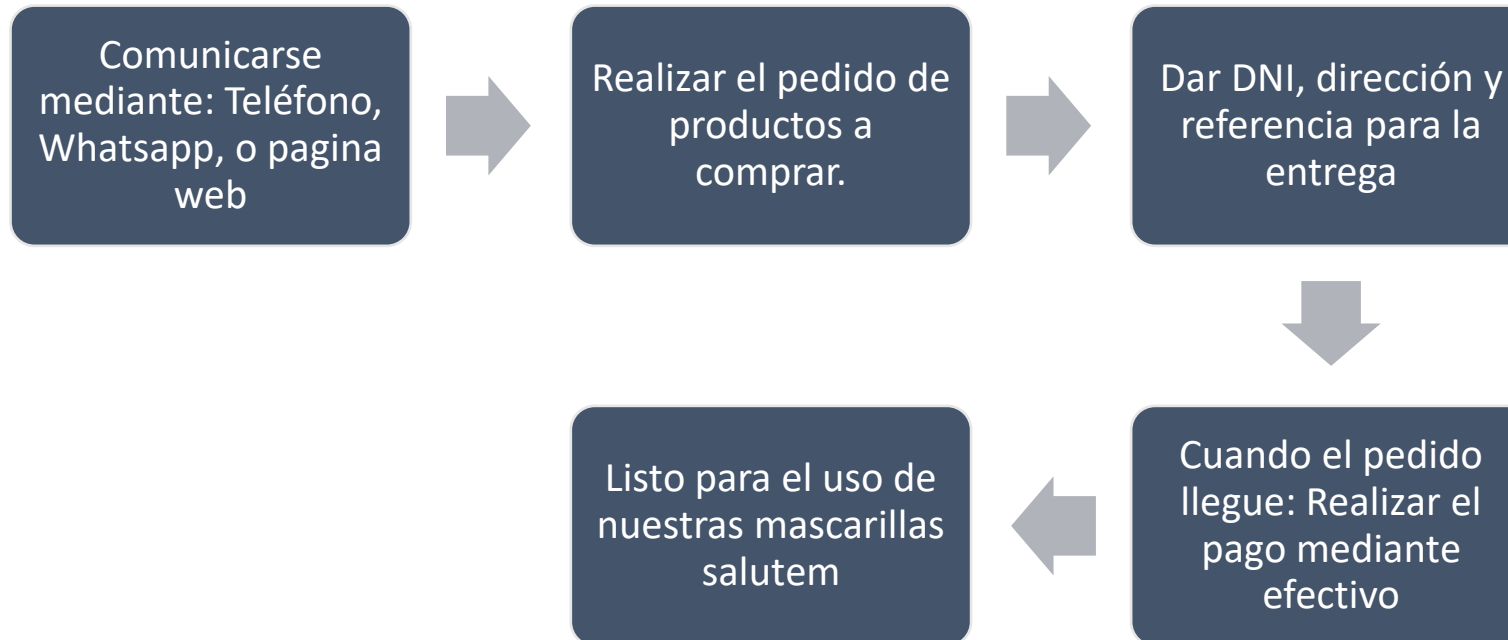 Comunicarse
mediante: Teléfono,
Whatsapp, o pagina
web
Realizar el pedido de
productos a
comprar.
Dar DNI, dirección y
referencia para la
entrega
Cuando el pedido
llegue: Realizar el
pago mediante
efectivo
Listo para el uso de
nuestras mascarillas
salutem